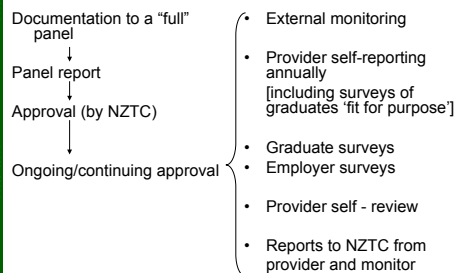 Documentation to a “full”
panel
Panel report
Approval (by NZTC)
Ongoing/continuing approval
• External monitoring
• Provider self-reporting
annually
[including surveys of
graduates ‘fit for purpose’]
• Graduate surveys
• Employer surveys
• Provider self - review
• Reports to NZTC from
provider and monitor